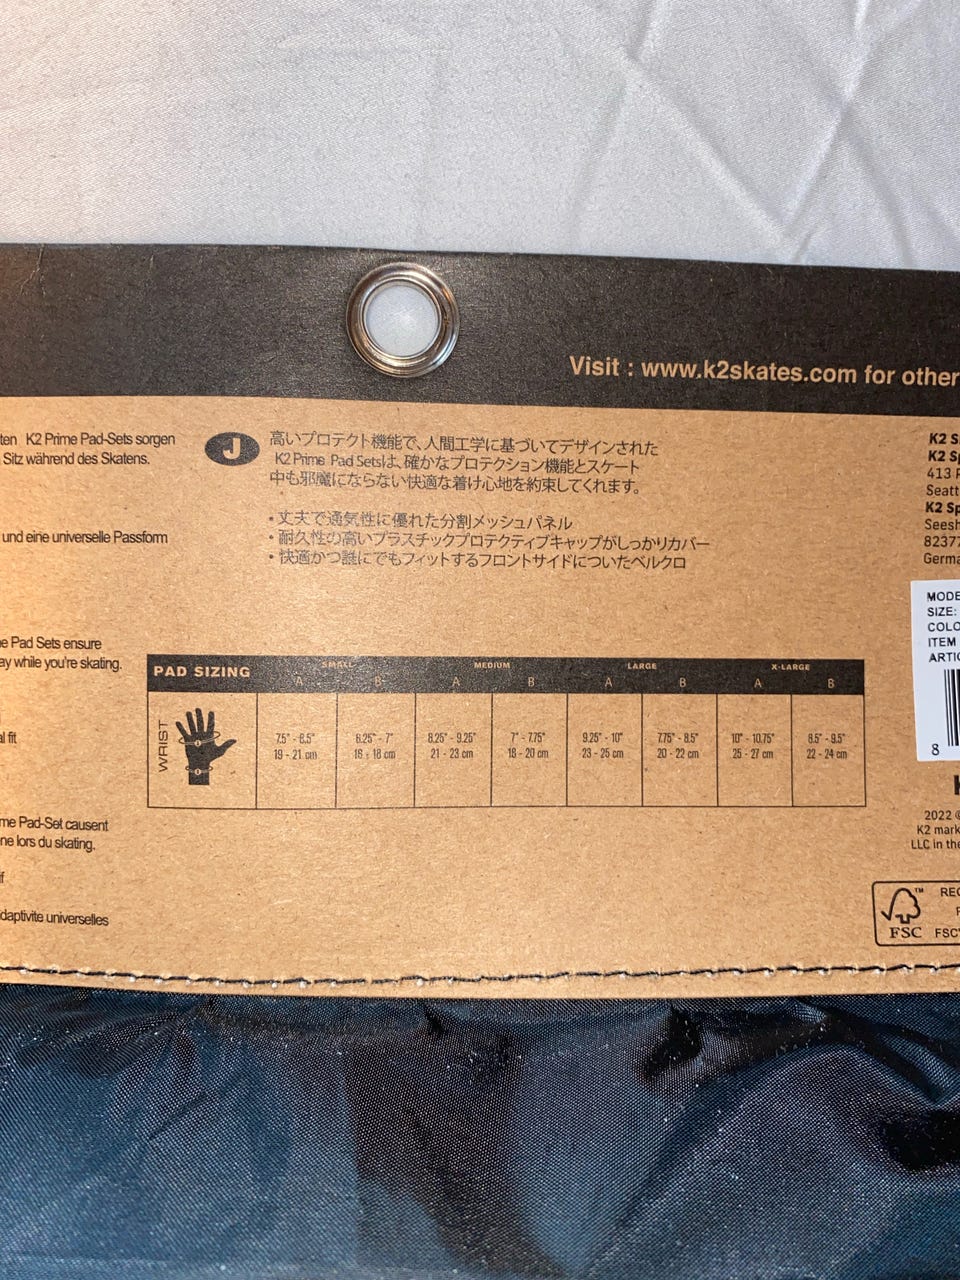 Visit : www.k2skates.com for other
ten K2 Prime Pad-Sets sorgen
Sitz während des Skatens.
und eine universelle Passform
e Pad Sets ensure
ay while you're skating.
al fit
me Pad-Set causent
ne lors du skating.
if
daptivite universelles
J
高いプロテクト機能で、人間工学に基づいてデザインされた
K2 Prime Pad Setsは、確かなプロテクション機能とスケート
中も邪魔にならない快適な着け心地を約束してくれます。
・丈夫で通気性に優れた分割メッシュパネル
・耐久性の高いプラスチックプロテクティブキャップがしっかりカバー
・快適かつ誰にでもフィットするフロントサイドについたベルクロ
PAD SIZING SMALL MEDIUM LARGE X-LARGE
A B A B A B A B
WRIST
7.5" - 8.5" 6.25" - 7" 8.25" - 9.25" 7" - 7.75" 9.25" - 10" 7.75" - 8.5" 10" - 10.75" 8.5" - 9.5"
19 - 21 cm 16 - 18 cm 21 - 23 cm 18 - 20 cm 23 - 25 cm 20 - 22 cm 25 - 27 cm 22 - 24 cm
K2 S
K2 Sp
413 P
Seatt
K2 Sp
Seesh
82377
Germa
MODE
SIZE:
COLO
ITEM
ARTIC
8
K
2022 ©
K2 mark
LLC in the
FSC
REC
FSC